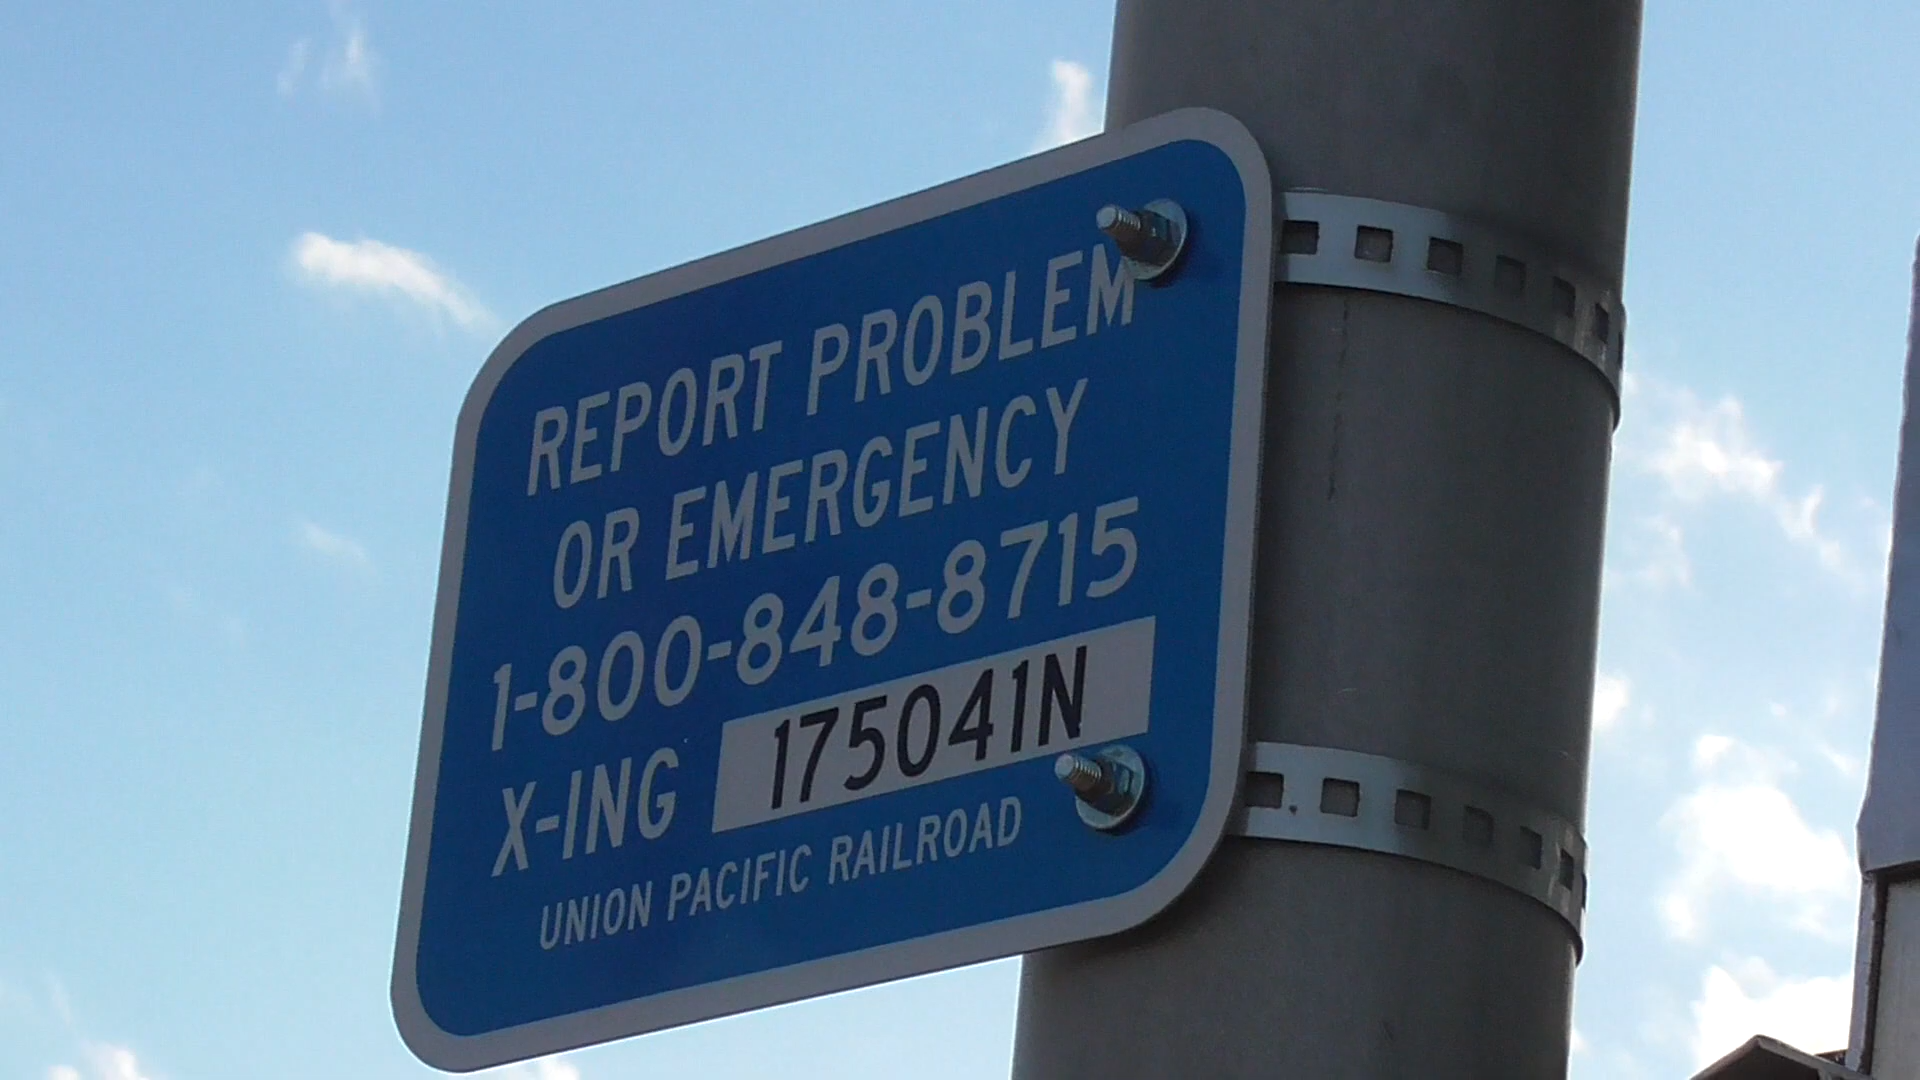 REPORT PROBLEM
OR EMERGENCY
1-800-848-8715
X-ING 175041N
UNION PACIFIC RAILROAD